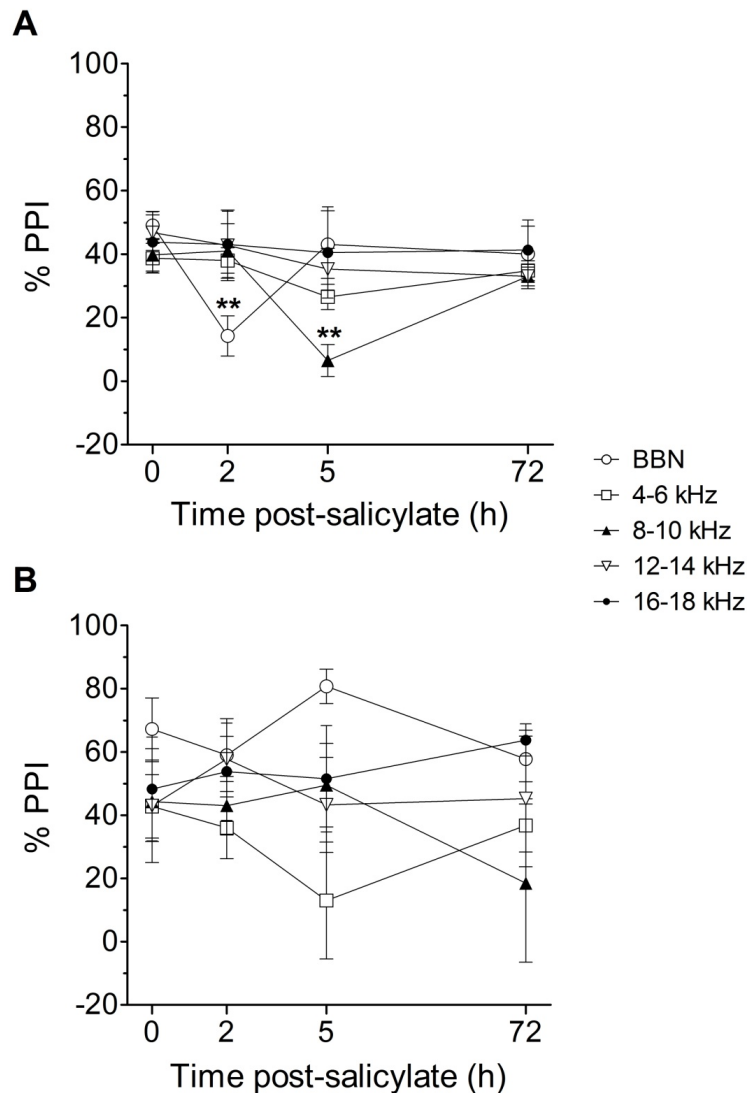 A
100
80
60
40
20
0
-20
% PPI
**
**
0 2 5 72
Time post-salicylate (h)
BBN
4-6 kHz
8-10 kHz
12-14 kHz
16-18 kHz
B
100
80
60
40
20
0
-20
% PPI
0 2 5 72
Time post-salicylate (h)